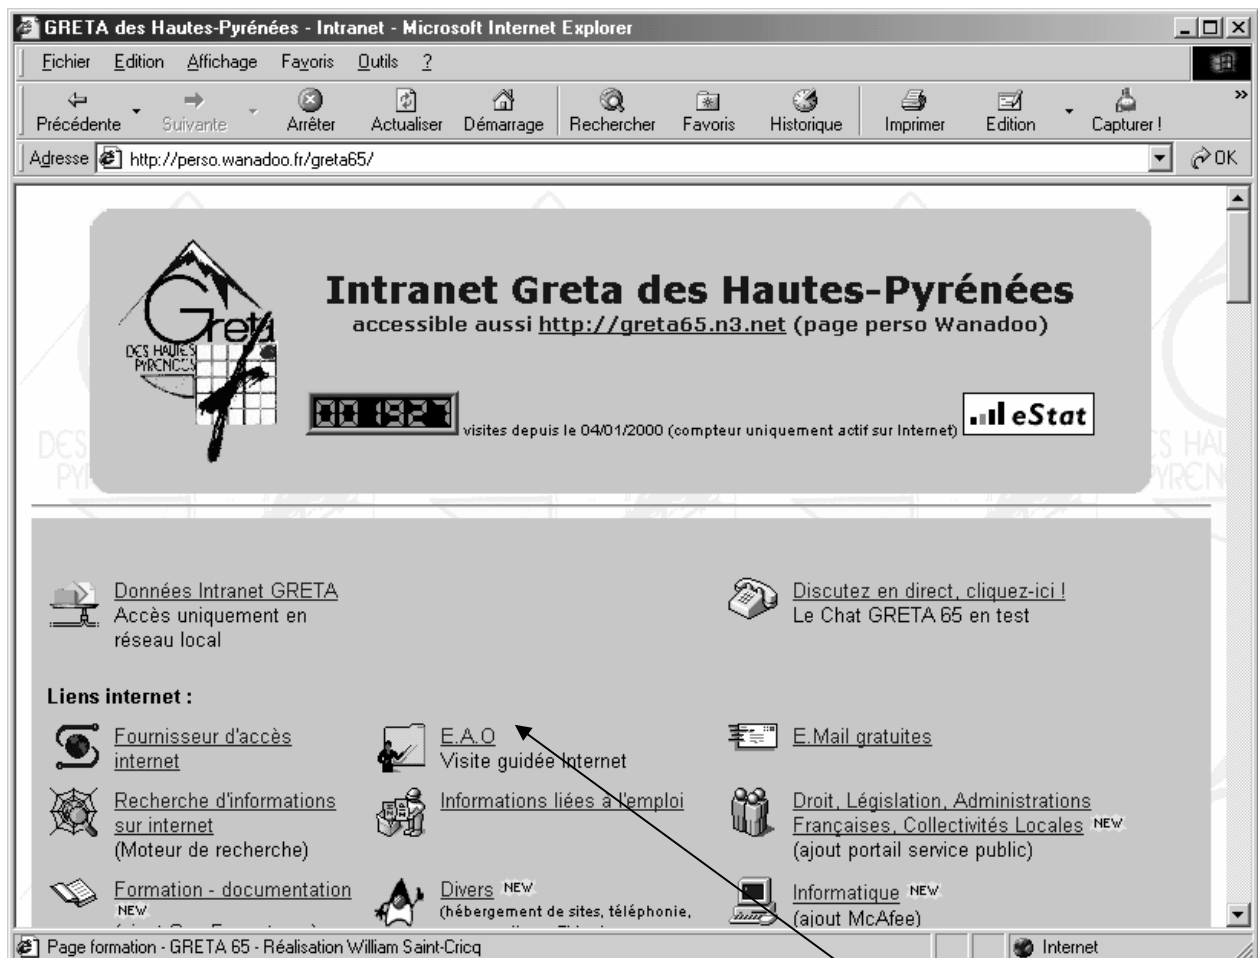 GRETA des Hautes-Pyrénées - Intranet - Microsoft Internet Explorer
Fichier Edition Affichage Favoris Outils ?
Précédente Suivante Arrêter Actualiser Démarrage Rechercher Favoris Historique Imprimer Edition Capturer ! »
Adresse http://perso.wanadoo.fr/greta65/ OK
Greta
DES HAUTES
PYRENEES
Intranet Greta des Hautes-Pyrénées
accessible aussi http://greta65.n3.net (page perso Wanadoo)
001927 visites depuis le 04/01/2000 (compteur uniquement actif sur Internet) eStat
Données Intranet GRETA
Accès uniquement en
réseau local
Discutez en direct, cliquez-ici !
Le Chat GRETA 65 en test
Liens internet :
Fournisseur d'accès
internet
E.A.O
Visite guidée Internet
E.Mail gratuites
Recherche d'informations
sur internet
(Moteur de recherche)
Informations liées à l'emploi
Droit, Législation, Administrations
Françaises, Collectivités Locales NEW
(ajout portail service public)
Formation - documentation
NEW
Divers NEW
(hébergement de sites, téléphonie,
Informatique NEW
(ajout McAfee)
Page formation - GRETA 65 - Réalisation William Saint-Cricq
Internet